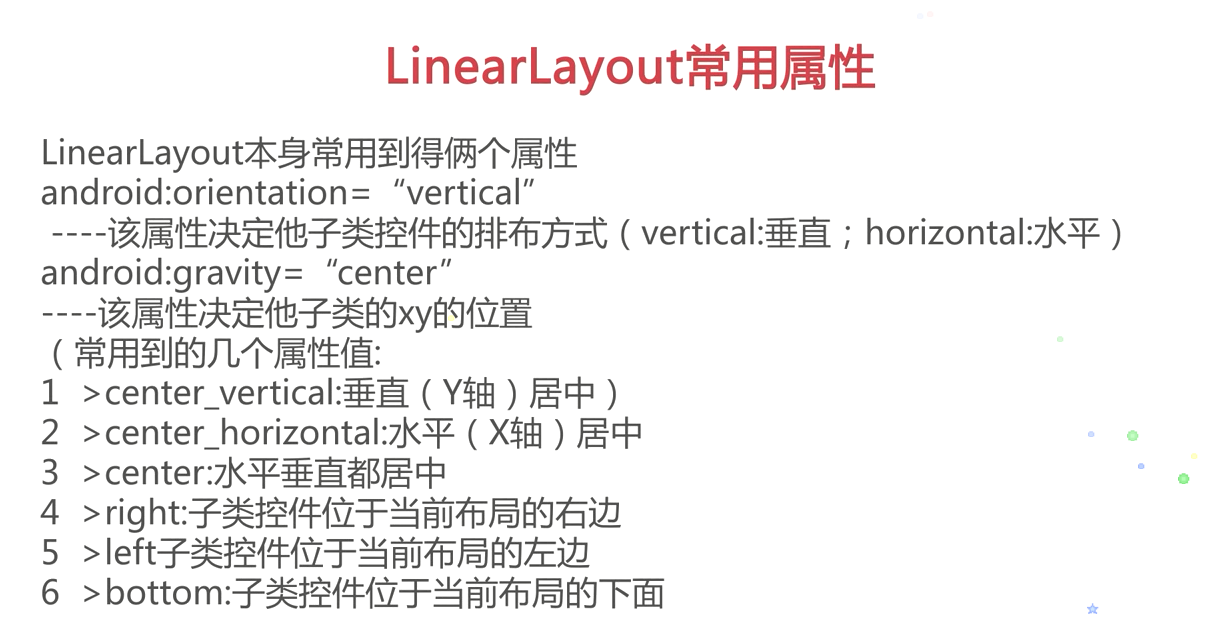 LinearLayout常用属性
LinearLayout本身常用到得俩个属性
android:orientation=“vertical”
----该属性决定他子类控件的排布方式（vertical:垂直；horizontal:水平）
android:gravity=“center”
----该属性决定他子类的xy的位置
（常用到的几个属性值:
1 >center_vertical:垂直（Y轴）居中）
2 >center_horizontal:水平（X轴）居中
3 >center:水平垂直都居中
4 >right:子类控件位于当前布局的右边
5 >left子类控件位于当前布局的左边
6 >bottom:子类控件位于当前布局的下面